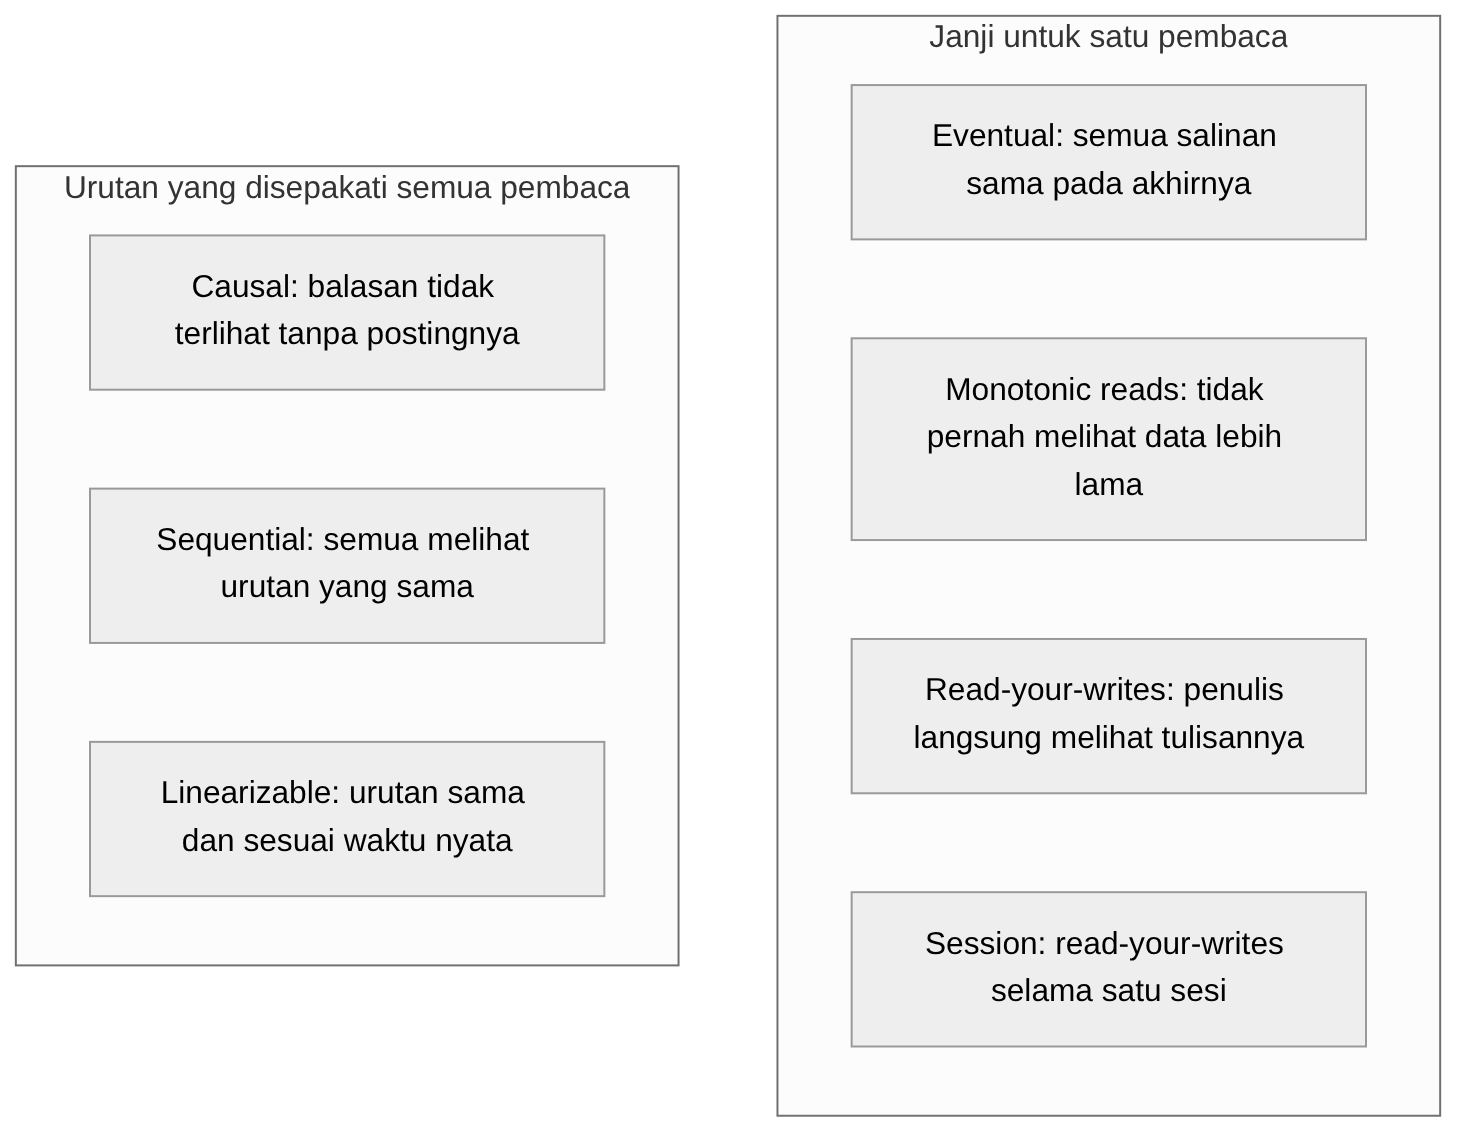 Urutan yang disepakati semua pembaca
Causal: balasan tidak
terlihat tanpa postingnya
Sequential: semua melihat
urutan yang sama
Linearizable: urutan sama
dan sesuai waktu nyata
Janji untuk satu pembaca
Eventual: semua salinan
sama pada akhirnya
Monotonic reads: tidak
pernah melihat data lebih
lama
Read-your-writes: penulis
langsung melihat tulisannya
Session: read-your-writes
selama satu sesi